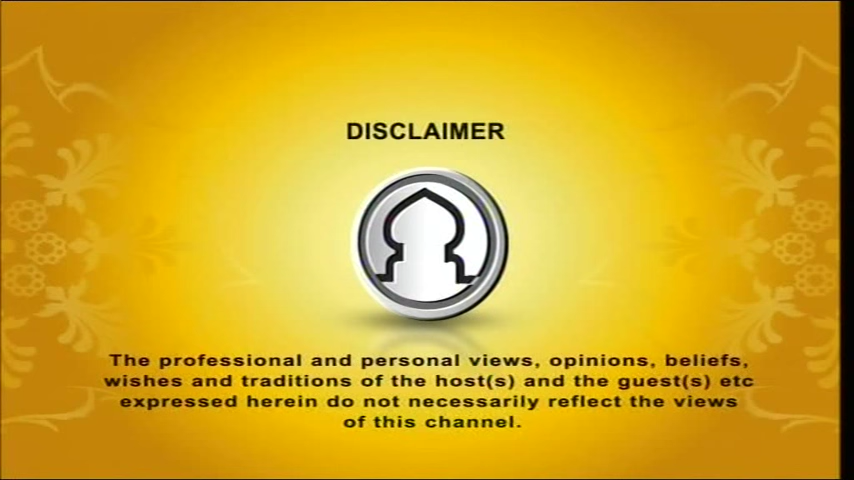 DISCLAIMER
The professional and personal views, opinions, beliefs,
wishes and traditions of the host(s) and the guest(s) etc
expressed herein do not necessarily reflect the views
of this channel.